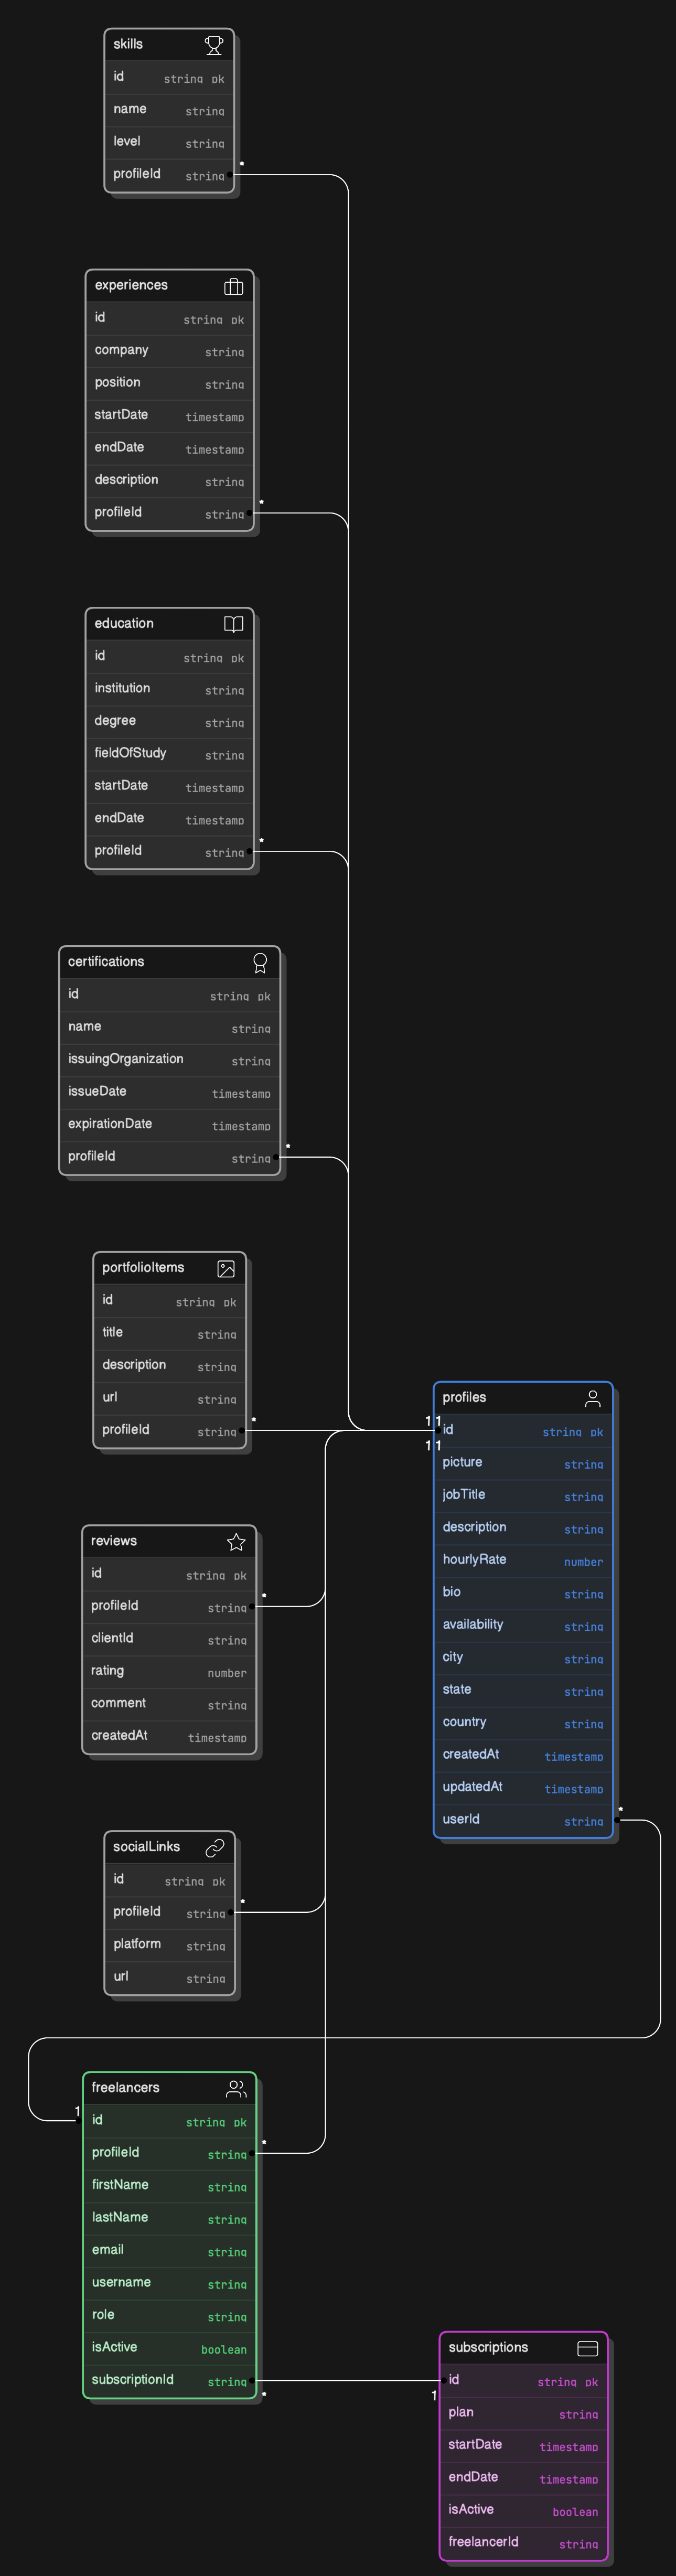 skills
id string pk
name string
level string
profileId string
*
experiences
id string pk
company string
position string
startDate timestamp
endDate timestamp
description string
profileId string
*
education
id string pk
institution string
degree string
fieldOfStudy string
startDate timestamp
endDate timestamp
profileId string
*
certifications
id string pk
name string
issuingOrganization string
issueDate timestamp
expirationDate timestamp
profileId string
*
portfolioItems
id string pk
title string
description string
url string
profileId string
*
profiles
1 1
id string pk
1 1
picture string
jobTitle string
description string
hourlyRate number
bio string
availability string
city string
state string
country string
createdAt timestamp
updatedAt timestamp
userId string
*
reviews
id string pk
profileId string
*
clientId string
rating number
comment string
createdAt timestamp
socialLinks
id string pk
profileId string
*
platform string
url string
freelancers
1
id string pk
profileId string
*
firstName string
lastName string
email string
username string
role string
isActive boolean
subscriptionId string
*
subscriptions
id string pk
1
plan string
startDate timestamp
endDate timestamp
isActive boolean
freelancerId string